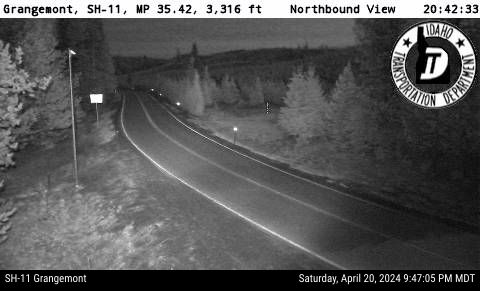 Grangemont, SH-11, MP 35.42, 3,316 ft Northbound View 20:42:33
IDAHO
TRANSPORTATION DEPARTMENT
SH-11 Grangemont Saturday, April 20, 2024 9:47:05 PM MDT